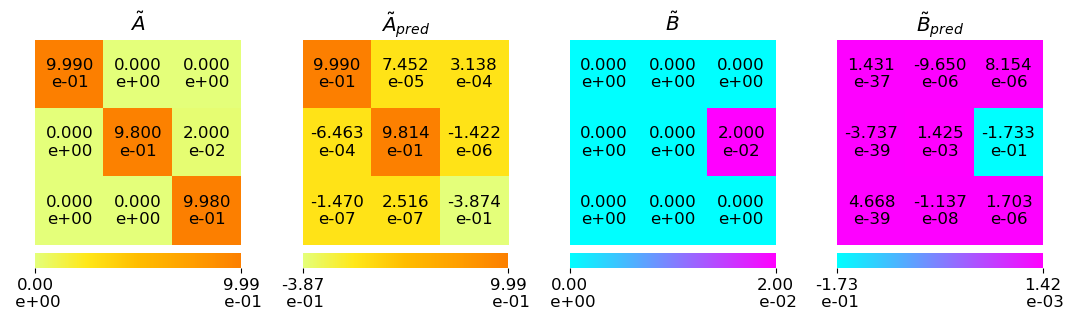 Ã Ã_pred B̃ B̃_pred
9.990 0.000 0.000 9.990 7.452 3.138 0.000 0.000 0.000 1.431 -9.650 8.154
e-01 e+00 e+00 e-01 e-05 e-04 e+00 e+00 e+00 e-37 e-06 e-06
0.000 9.800 2.000 -6.463 9.814 -1.422 0.000 0.000 2.000 -3.737 1.425 -1.733
e+00 e-01 e-02 e-04 e-01 e-06 e+00 e+00 e-02 e-39 e-03 e-01
0.000 0.000 9.980 -1.470 2.516 -3.874 0.000 0.000 0.000 4.668 -1.137 1.703
e+00 e+00 e-01 e-07 e-07 e-01 e+00 e+00 e+00 e-39 e-08 e-06
0.00 9.99 -3.87 9.99 0.00 2.00 -1.73 1.42
e+00 e-01 e-01 e-01 e+00 e-02 e-01 e-03